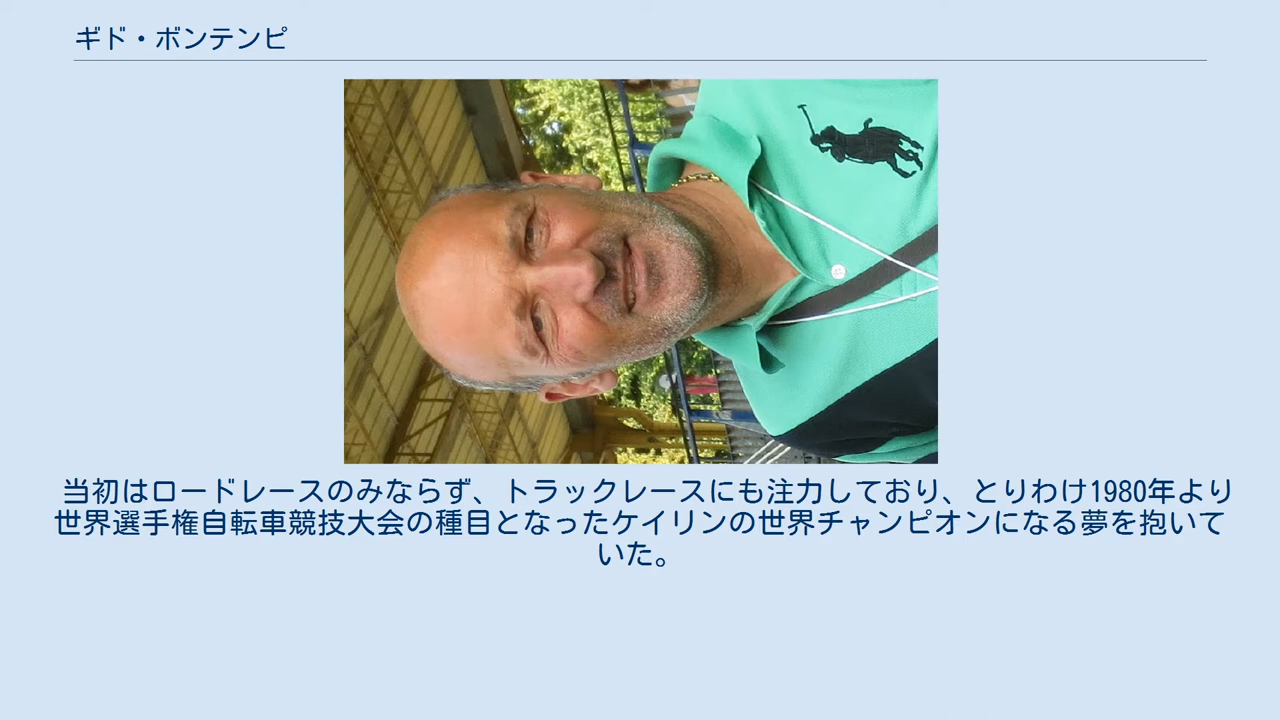 ギド・ボンテンピ
当初はロードレースのみならず、トラックレースにも注力しており、とりわけ1980年より
世界選手権自転車競技大会の種目となったケイリンの世界チャンピオンになる夢を抱いて
いた。